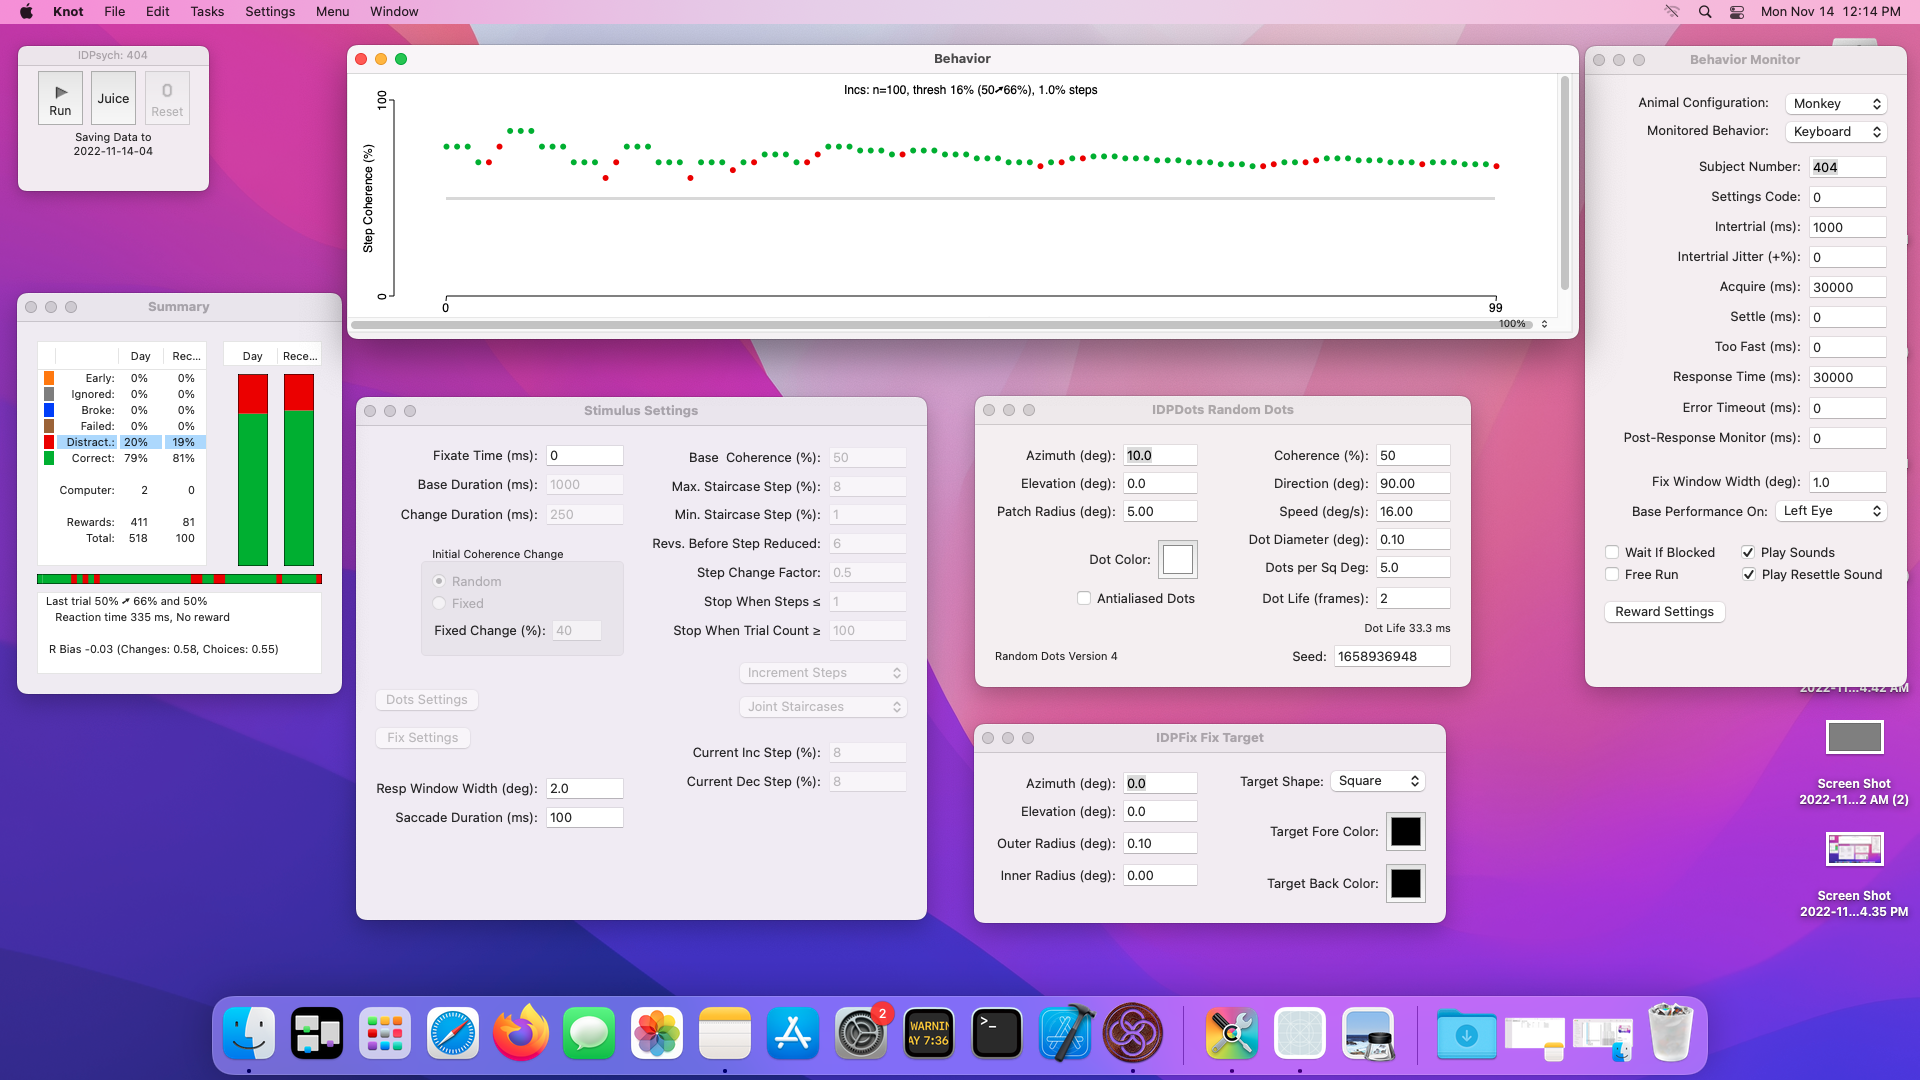 Knot File Edit Tasks Settings Menu Window
Mon Nov 14 12:14 PM
IDPsych: 404
Run
Juice
0
Reset
Saving Data to
2022-11-14-04
Behavior
Incs: n=100, thresh 16% (50➚66%), 1.0% steps
Step Coherence (%)
100
0
0
99
100%
Summary
Day Rec...
Early: 0% 0%
Ignored: 0% 0%
Broke: 0% 0%
Failed: 0% 0%
Distract.: 20% 19%
Correct: 79% 81%
Computer: 2 0
Rewards: 411 81
Total: 518 100
Day Rece...
Last trial 50% ➚ 66% and 50%
Reaction time 335 ms, No reward
R Bias -0.03 (Changes: 0.58, Choices: 0.55)
Stimulus Settings
Fixate Time (ms): 0
Base Duration (ms): 1000
Change Duration (ms): 250
Initial Coherence Change
Random
Fixed
Fixed Change (%): 40
Dots Settings
Fix Settings
Resp Window Width (deg): 2.0
Saccade Duration (ms): 100
Base Coherence (%): 50
Max. Staircase Step (%): 8
Min. Staircase Step (%): 1
Revs. Before Step Reduced: 6
Step Change Factor: 0.5
Stop When Steps ≤ 1
Stop When Trial Count ≥ 100
Increment Steps
Joint Staircases
Current Inc Step (%): 8
Current Dec Step (%): 8
IDPDots Random Dots
Azimuth (deg): 10.0
Elevation (deg): 0.0
Patch Radius (deg): 5.00
Dot Color:
Antialiased Dots
Random Dots Version 4
Coherence (%): 50
Direction (deg): 90.00
Speed (deg/s): 16.00
Dot Diameter (deg): 0.10
Dots per Sq Deg: 5.0
Dot Life (frames): 2
Dot Life 33.3 ms
Seed: 1658936948
IDPFix Fix Target
Azimuth (deg): 0.0
Elevation (deg): 0.0
Outer Radius (deg): 0.10
Inner Radius (deg): 0.00
Target Shape: Square
Target Fore Color:
Target Back Color:
Behavior Monitor
Animal Configuration: Monkey
Monitored Behavior: Keyboard
Subject Number: 404
Settings Code: 0
Intertrial (ms): 1000
Intertrial Jitter (+%): 0
Acquire (ms): 30000
Settle (ms): 0
Too Fast (ms): 0
Response Time (ms): 30000
Error Timeout (ms): 0
Post-Response Monitor (ms): 0
Fix Window Width (deg): 1.0
Base Performance On: Left Eye
Wait If Blocked
Play Sounds
Free Run
Play Resettle Sound
Reward Settings
2022-11...4.42 AM
Screen Shot
2022-11...2 AM (2)
Screen Shot
2022-11...4.35 PM
2
WARNIN
AY 7:36
>_